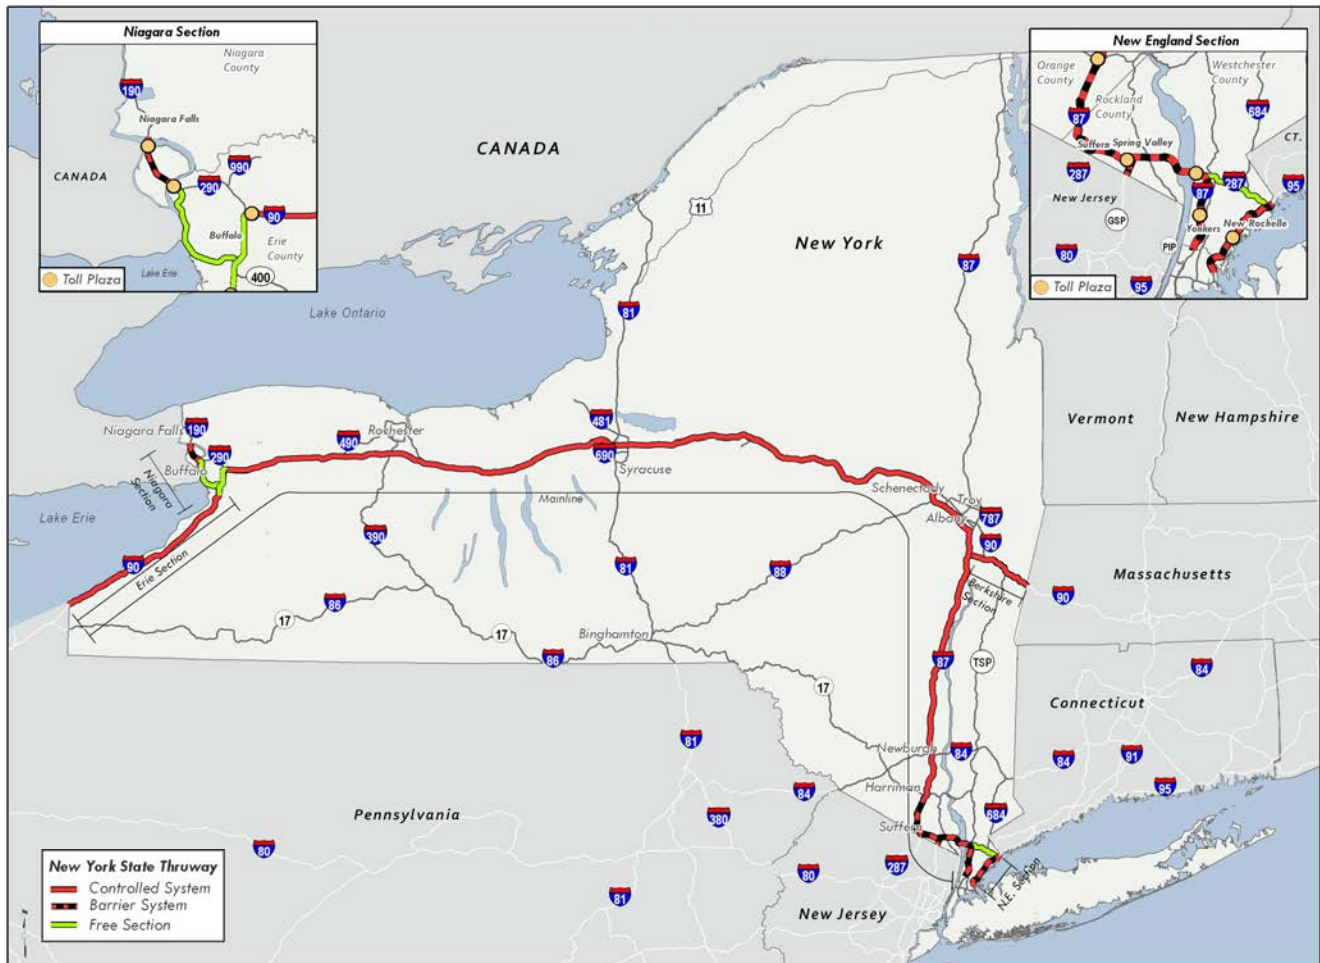 Niagara Section
Niagara
County
190
Niagara Falls
CANADA
990
290
90
Buffalo
Erie
County
Lake Erie
400
Toll Plaza
New England Section
Orange
County
Westchester
County
Rockland
County
684
87
Suffern
Spring Valley
CT.
287
287
95
87
New Jersey
GSP
Yonkers
New Rochelle
PIP
80
95
Toll Plaza
CANADA
11
New York
87
81
Lake Ontario
Vermont
New Hampshire
Niagara Falls
190
490
Rochester
481
690
290
Buffalo
Syracuse
Niagara
Section
Mainline
Schenectady
Troy
Albany
787
90
Lake Erie
390
90
Erie Section
81
88
Berkshire
Section
Massachusetts
90
86
17
17
Binghamton
86
87
TSP
17
84
Connecticut
81
Newburgh
84
84
91
84
Harriman
95
380
684
Pennsylvania
Suffern
80
287
80
N.E. Section
81
New Jersey
New York State Thruway
Controlled System
Barrier System
Free Section